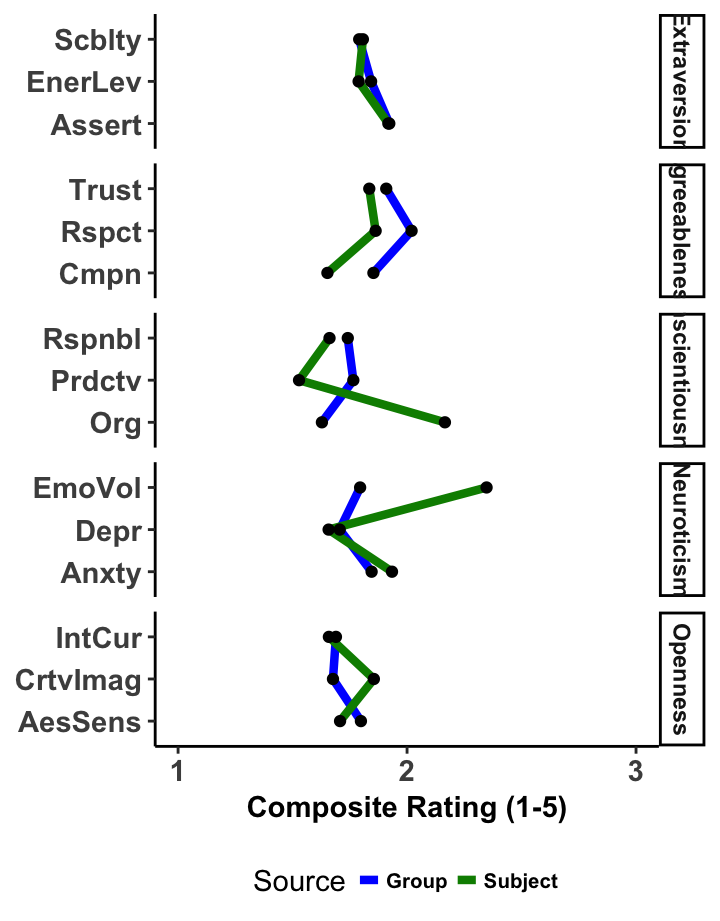 Scblty
EnerLev
Assert
Extraversion
Trust
Rspct
Cmpn
greeablenes
Rspnbl
Prdctv
Org
scientiousn
EmoVol
Depr
Anxty
Neuroticism
IntCur
CrtvImag
AesSens
Openness
1 2 3
Composite Rating (1-5)
Source Group Subject